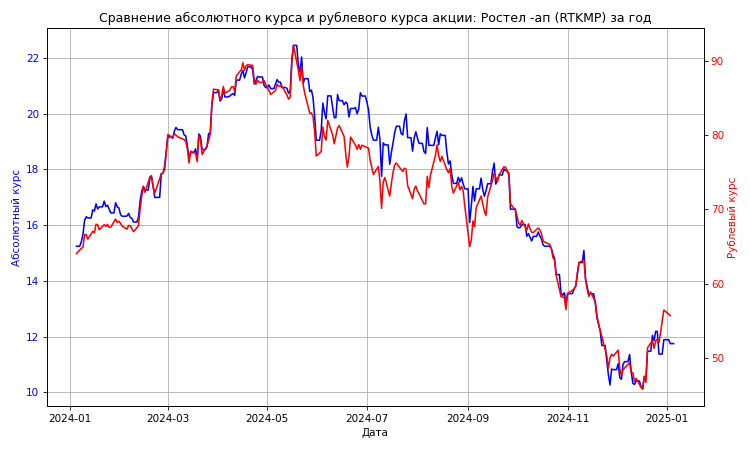 Сравнение абсолютного курса и рублевого курса акции: Ростел -ап (RTKMP) за год
Абсолютный курс
22
20
18
16
14
12
10
90
80
70
60
50
Рублевый курс
2024-01 2024-03 2024-05 2024-07 2024-09 2024-11 2025-01
Дата